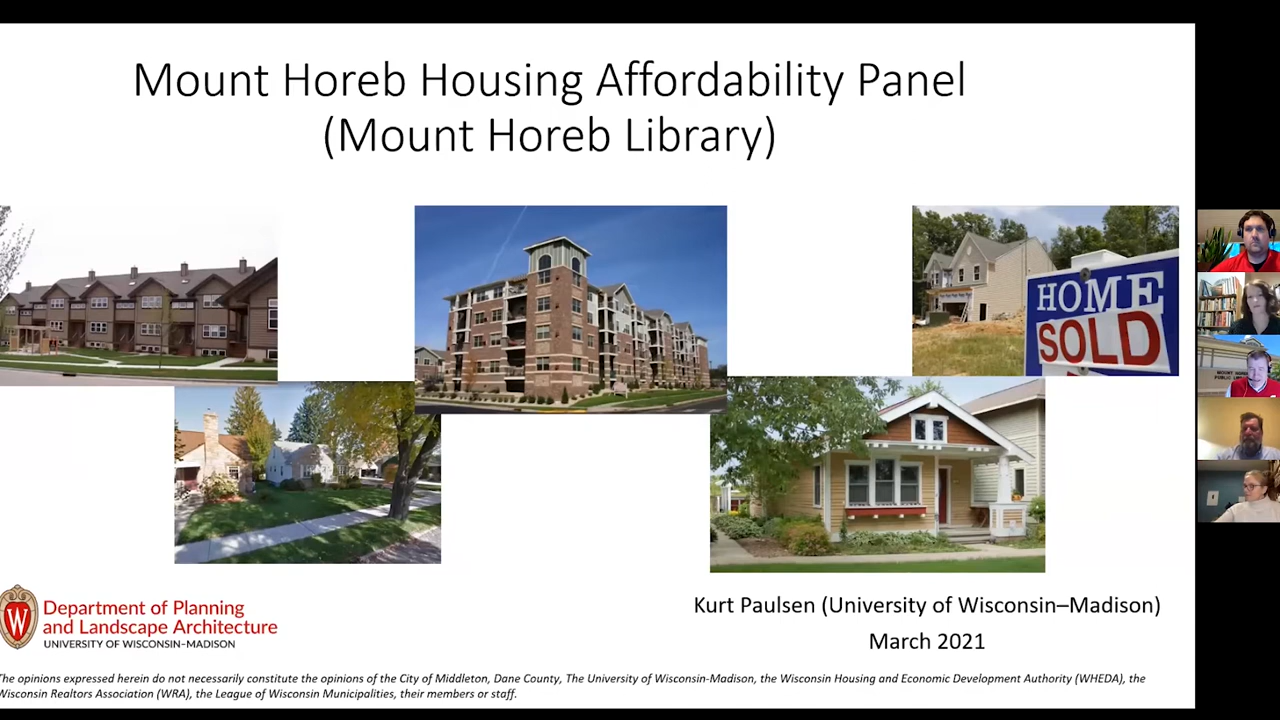 Mount Horeb Housing Affordability Panel
(Mount Horeb Library)
HOME
SOLD
W
Department of Planning
and Landscape Architecture
UNIVERSITY OF WISCONSIN–MADISON
Kurt Paulsen (University of Wisconsin–Madison)
March 2021
The opinions expressed herein do not necessarily constitute the opinions of the City of Middleton, Dane County, The University of Wisconsin-Madison, the Wisconsin Housing and Economic Development Authority (WHEDA), the
Wisconsin Realtors Association (WRA), the League of Wisconsin Municipalities, their members or staff.